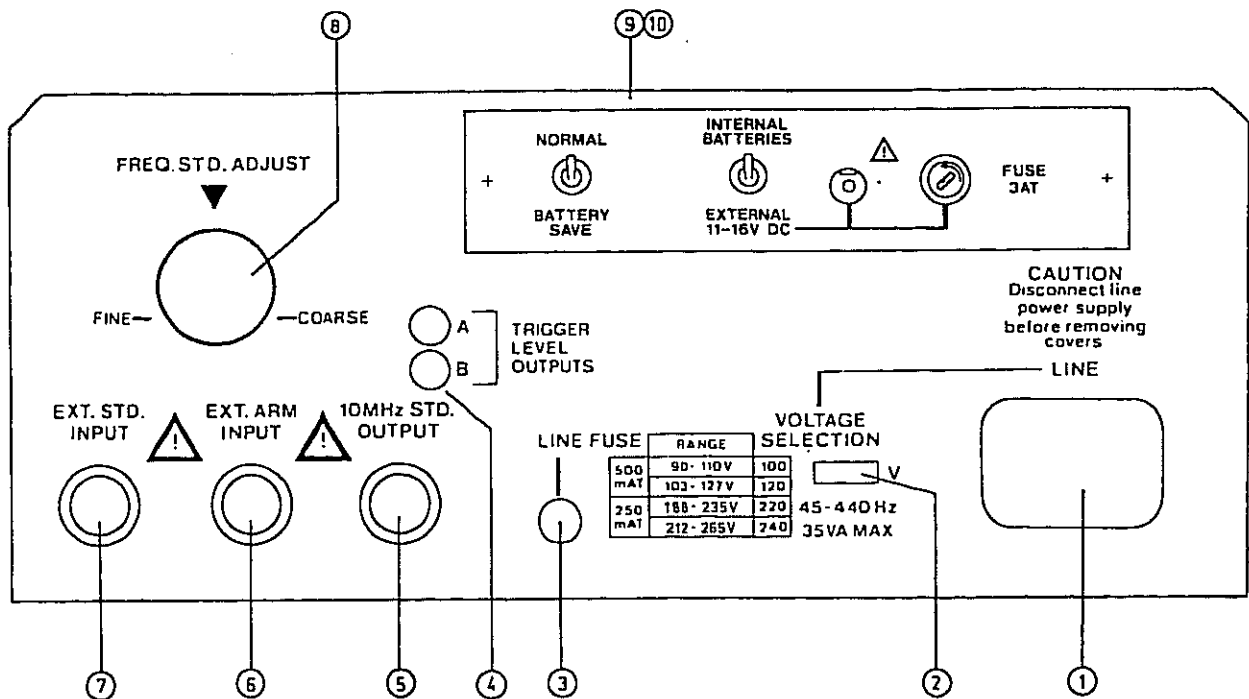 8
9 10
NORMAL
BATTERY
SAVE
INTERNAL
BATTERIES
EXTERNAL
11-16V DC
!
FUSE
3AT
+
+
FREQ. STD. ADJUST
FINE
COARSE
A
B
TRIGGER
LEVEL
OUTPUTS
CAUTION
Disconnect line
power supply
before removing
covers
LINE
EXT. STD.
INPUT
!
EXT. ARM
INPUT
!
10MHz STD.
OUTPUT
LINE FUSE
RANGE
VOLTAGE
SELECTION
500
mAT
90-110V 100
103-127V 120
250
mAT
188-235V 220
212-265V 240
V
45-440Hz
35VA MAX
7
6
5
4
3
2
1